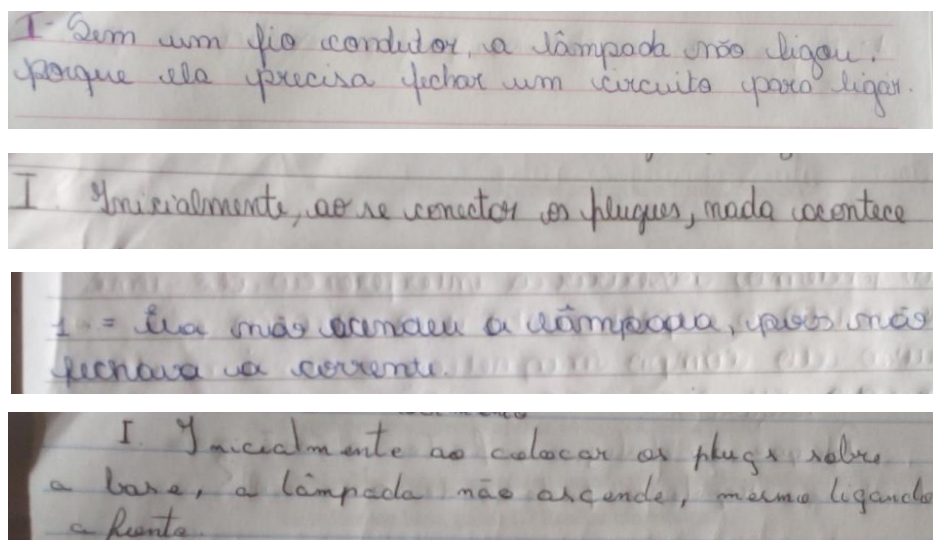 I- Sem um fio condutor, a lâmpada não ligou.
porque ela precisa fechar um circuito para ligar.
I Inicialmente, ao se conectar os plugues, nada acontece
1. = Ela não acendeu a lâmpada, pois não
fechava a corrente.
I. Inicialmente ao colocar os plugs sobre
a base, a lâmpada não ascende, mesmo ligando
a fonte.